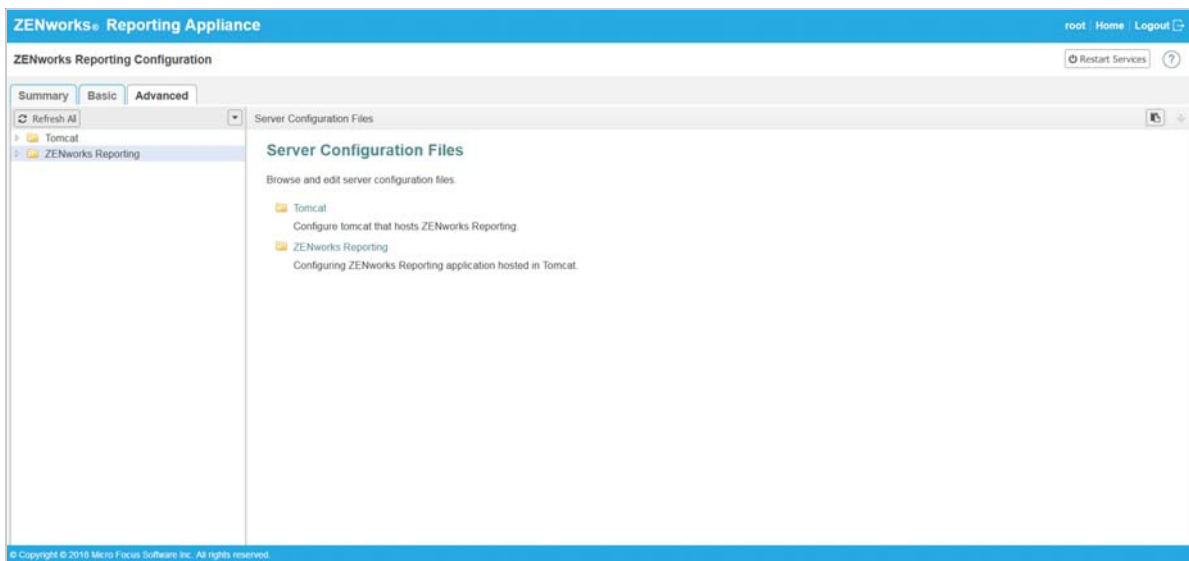 ZENworks® Reporting Appliance
root Home Logout
ZENworks Reporting Configuration
Restart Services ?
Summary Basic Advanced
Refresh All
Server Configuration Files
Tomcat
ZENworks Reporting
Server Configuration Files
Browse and edit server configuration files.
Tomcat
Configure tomcat that hosts ZENworks Reporting.
ZENworks Reporting
Configuring ZENworks Reporting application hosted in Tomcat.
© Copyright © 2018 Micro Focus Software Inc. All rights reserved.